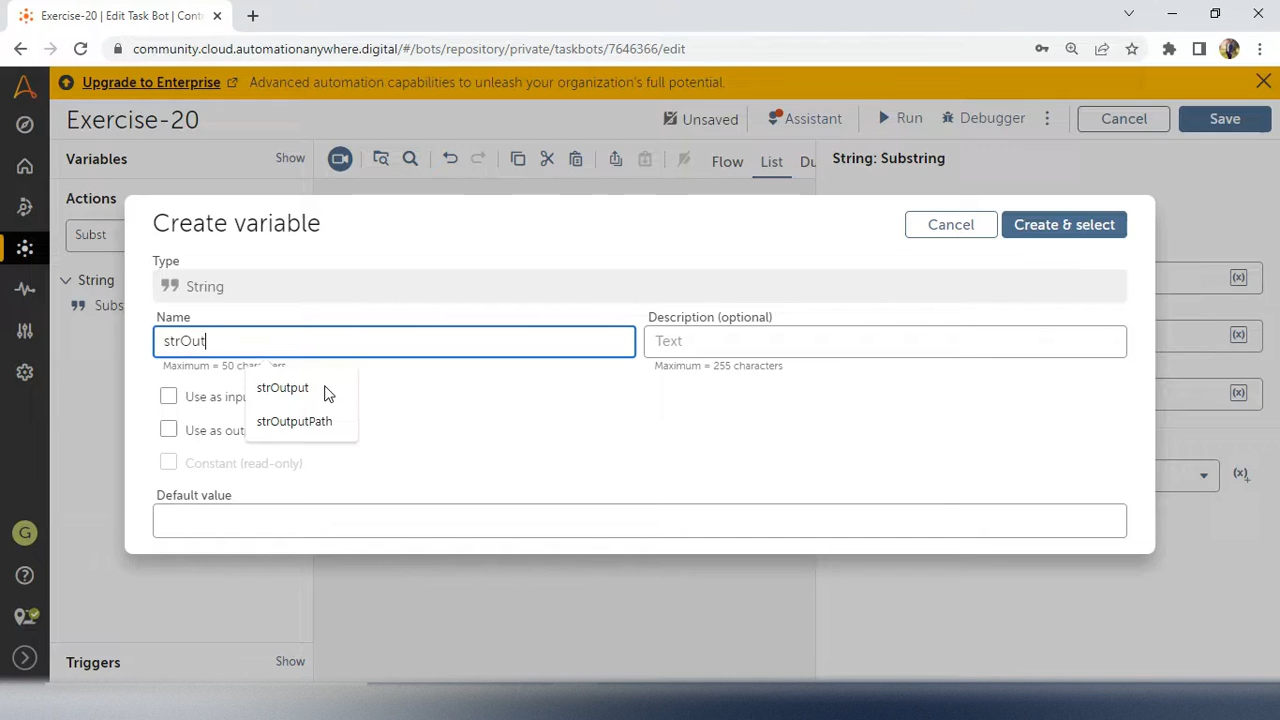 Exercise-20 | Edit Task Bot | Cont
community.cloud.automationanywhere.digital/#/bots/repository/private/taskbots/7646366/edit
Upgrade to Enterprise Advanced automation capabilities to unleash your organization's full potential.
Exercise-20
Unsaved
Assistant
Run
Debugger
Cancel
Save
Variables
Show
Flow
List
Du
String: Substring
Actions
Subst
String
Subs
Create variable
Cancel
Create & select
Type
String
Name
Description (optional)
strOut
Text
Maximum = 50 characters
Maximum = 255 characters
strOutput
strOutputPath
Use as inpu
Use as out
Constant (read-only)
Default value
(x)
(x)
(x)
(x)
G
Triggers
Show